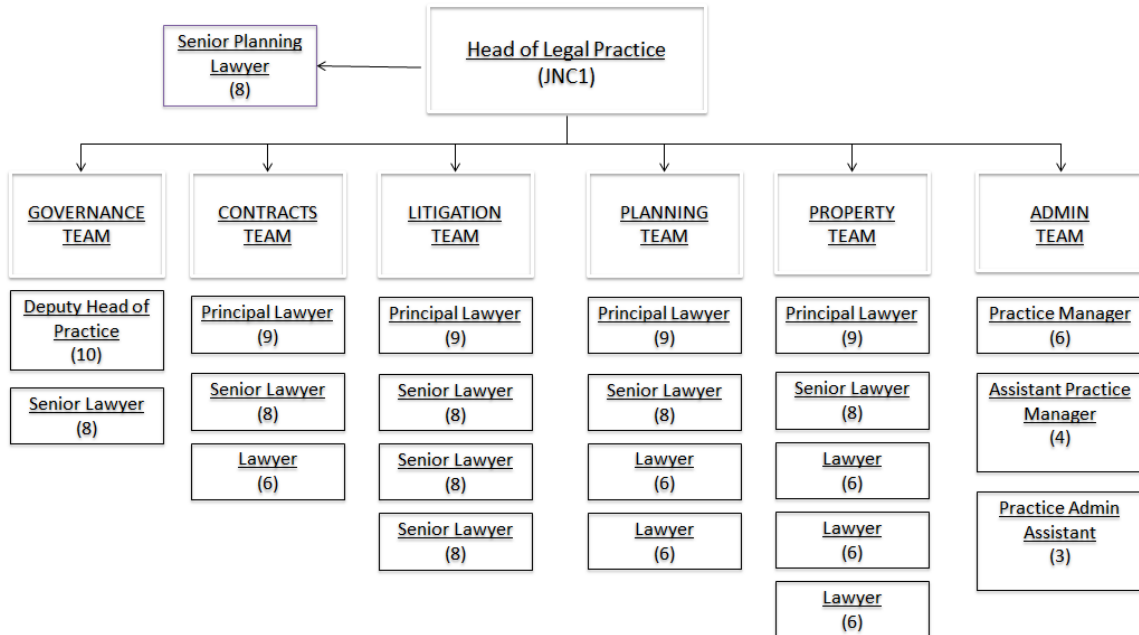 Senior Planning
Lawyer
(8)
Head of Legal Practice
(JNC1)
GOVERNANCE
TEAM
Deputy Head of
Practice
(10)
Senior Lawyer
(8)
CONTRACTS
TEAM
Principal Lawyer
(9)
Senior Lawyer
(8)
Lawyer
(6)
LITIGATION
TEAM
Principal Lawyer
(9)
Senior Lawyer
(8)
Senior Lawyer
(8)
Senior Lawyer
(8)
PLANNING
TEAM
Principal Lawyer
(9)
Senior Lawyer
(8)
Lawyer
(6)
Lawyer
(6)
PROPERTY
TEAM
Principal Lawyer
(9)
Senior Lawyer
(8)
Lawyer
(6)
Lawyer
(6)
Lawyer
(6)
ADMIN
TEAM
Practice Manager
(6)
Assistant Practice
Manager
(4)
Practice Admin
Assistant
(3)